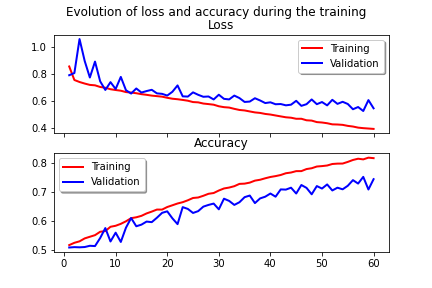 Evolution of loss and accuracy during the training
Loss
Training
Validation
1.0
0.8
0.6
0.4
Accuracy
Training
Validation
0.8
0.7
0.6
0.5
0 10 20 30 40 50 60